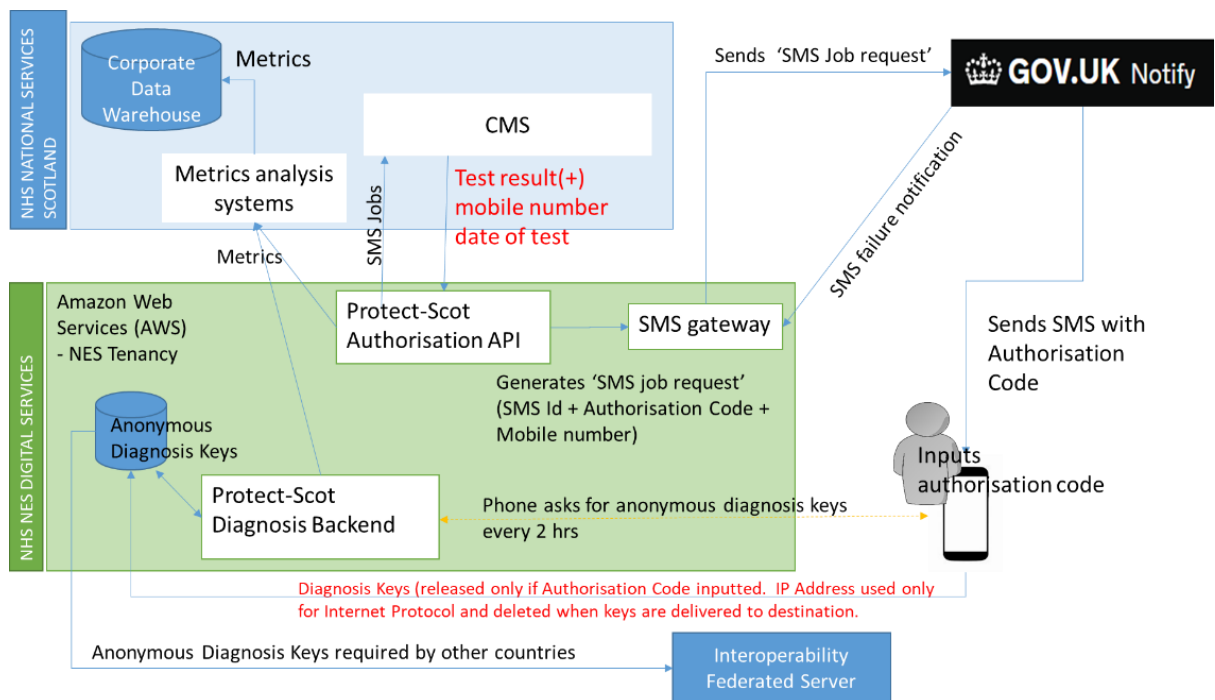 NHS NATIONAL SERVICES
SCOTLAND
Corporate
Data
Warehouse
Metrics
CMS
Metrics analysis
systems
Test result(+)
mobile number
date of test
SMS Jobs
Metrics
Sends ‘SMS Job request’
GOV.UK Notify
SMS failure notification
NHS NES DIGITAL SERVICES
Amazon Web
Services (AWS)
- NES Tenancy
Protect-Scot
Authorisation API
SMS gateway
Generates ‘SMS job request’
(SMS Id + Authorisation Code +
Mobile number)
Sends SMS with
Authorisation
Code
Anonymous
Diagnosis Keys
Protect-Scot
Diagnosis Backend
Phone asks for anonymous diagnosis keys
every 2 hrs
Inputs
authorisation code
Diagnosis Keys (released only if Authorisation Code inputted.  IP Address used only
for Internet Protocol and deleted when keys are delivered to destination.
Anonymous Diagnosis Keys required by other countries
Interoperability
Federated Server